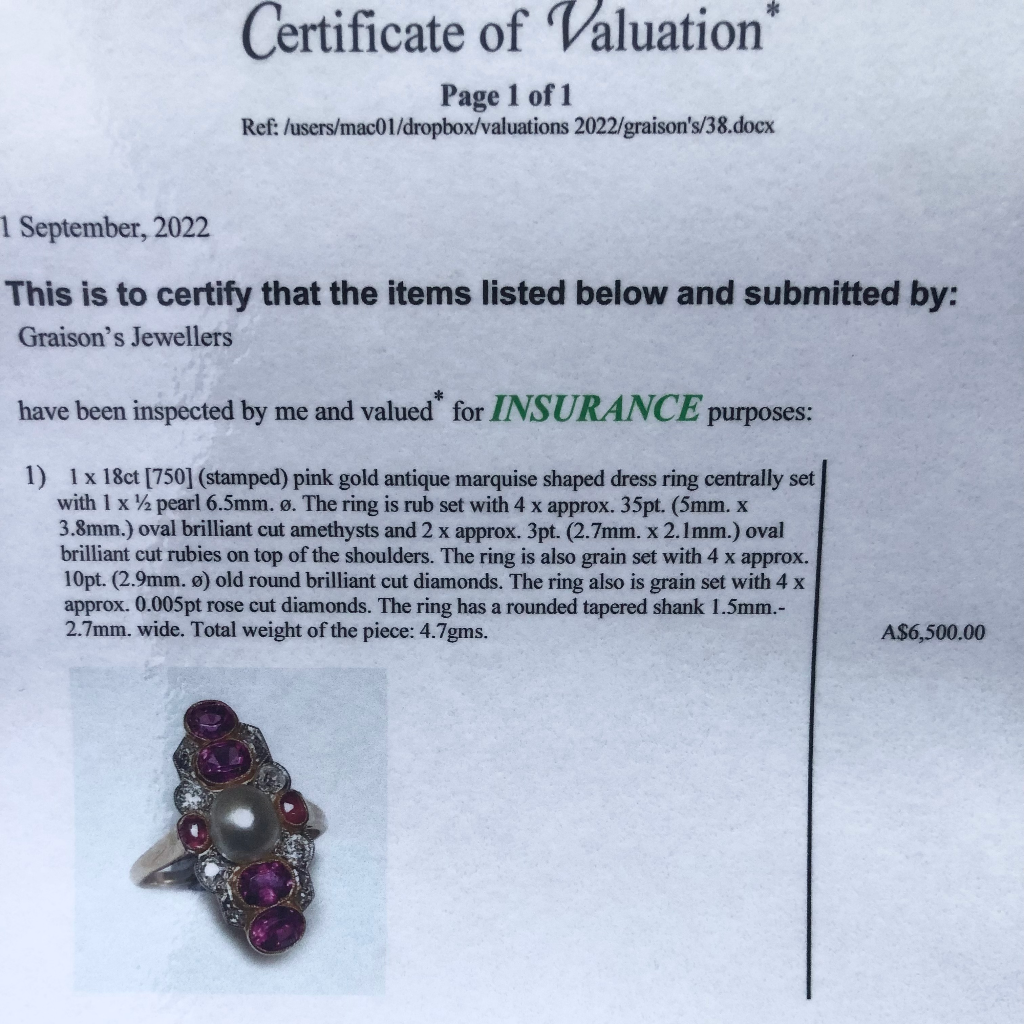 Certificate of Valuation*
Page 1 of 1
Ref: /users/mac01/dropbox/valuations 2022/graison's/38.docx
1 September, 2022
This is to certify that the items listed below and submitted by:
Graison's Jewellers
have been inspected by me and valued* for INSURANCE purposes:
1) 1 x 18ct [750] (stamped) pink gold antique marquise shaped dress ring centrally set
with 1 x ½ pearl 6.5mm. ø. The ring is rub set with 4 x approx. 35pt. (5mm. x
3.8mm.) oval brilliant cut amethysts and 2 x approx. 3pt. (2.7mm. x 2.1mm.) oval
brilliant cut rubies on top of the shoulders. The ring is also grain set with 4 x approx.
10pt. (2.9mm. ø) old round brilliant cut diamonds. The ring also is grain set with 4 x
approx. 0.005pt rose cut diamonds. The ring has a rounded tapered shank 1.5mm.-
2.7mm. wide. Total weight of the piece: 4.7gms.
A$6,500.00